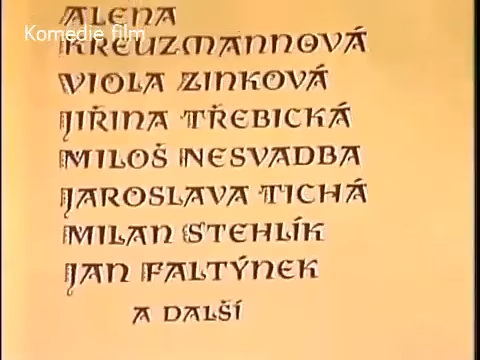 ALENA
Komedie film
KREUZMANNOVÁ
VIOLA ZINKOVÁ
JIŘINA TŘEBICKÁ
MILOŠ NESVADBA
JAROSLAVA TICHÁ
MILAN STEHLÍK
JAN FALTÝNEK
A DALŠÍ